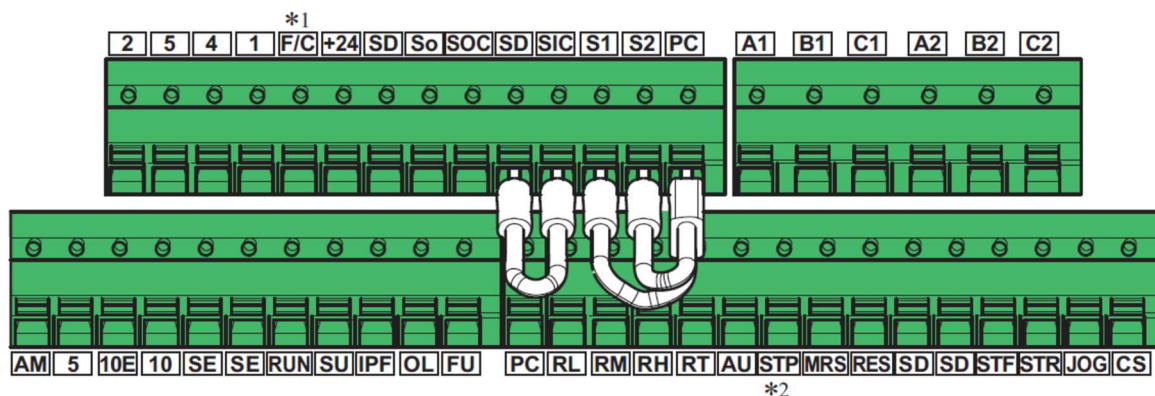 *1
2 5 4 1 F/C +24 SD So SOC SD SIC S1 S2 PC A1 B1 C1 A2 B2 C2
AM 5 10E 10 SE SE RUN SU IPF OL FU PC RL RM RH RT AU STP MRS RES SD SD STF STR JOG CS
*2